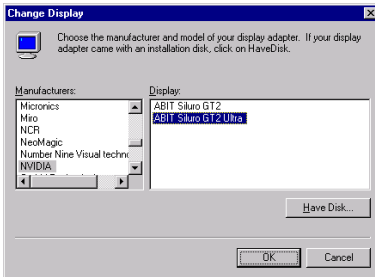 Change Display
Choose the manufacturer and model of your display adapter. If your display
adapter came with an installation disk, click on HaveDisk.
Manufacturers:
Micronics
Miro
NCR
NeoMagic
Number Nine Visual techno
NVIDIA
Display:
ABIT Siluro GT2
ABIT Siluro GT2 Ultra
Have Disk...
OK
Cancel